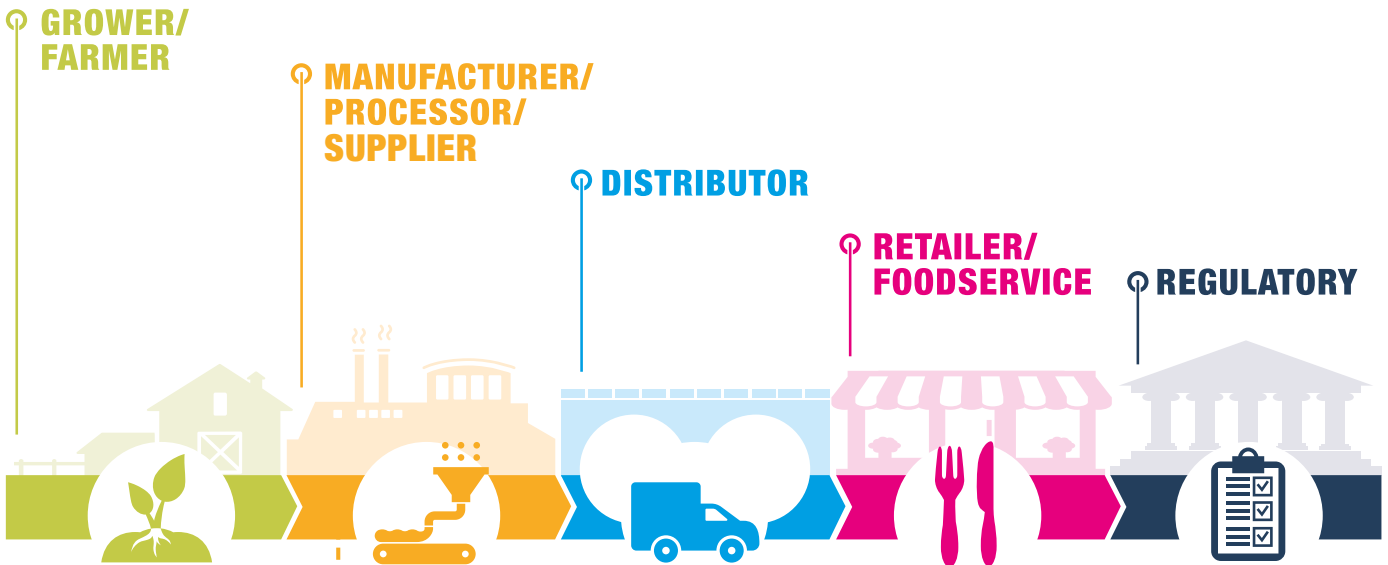 GROWER/
FARMER
MANUFACTURER/
PROCESSOR/
SUPPLIER
DISTRIBUTOR
RETAILER/
FOODSERVICE
REGULATORY